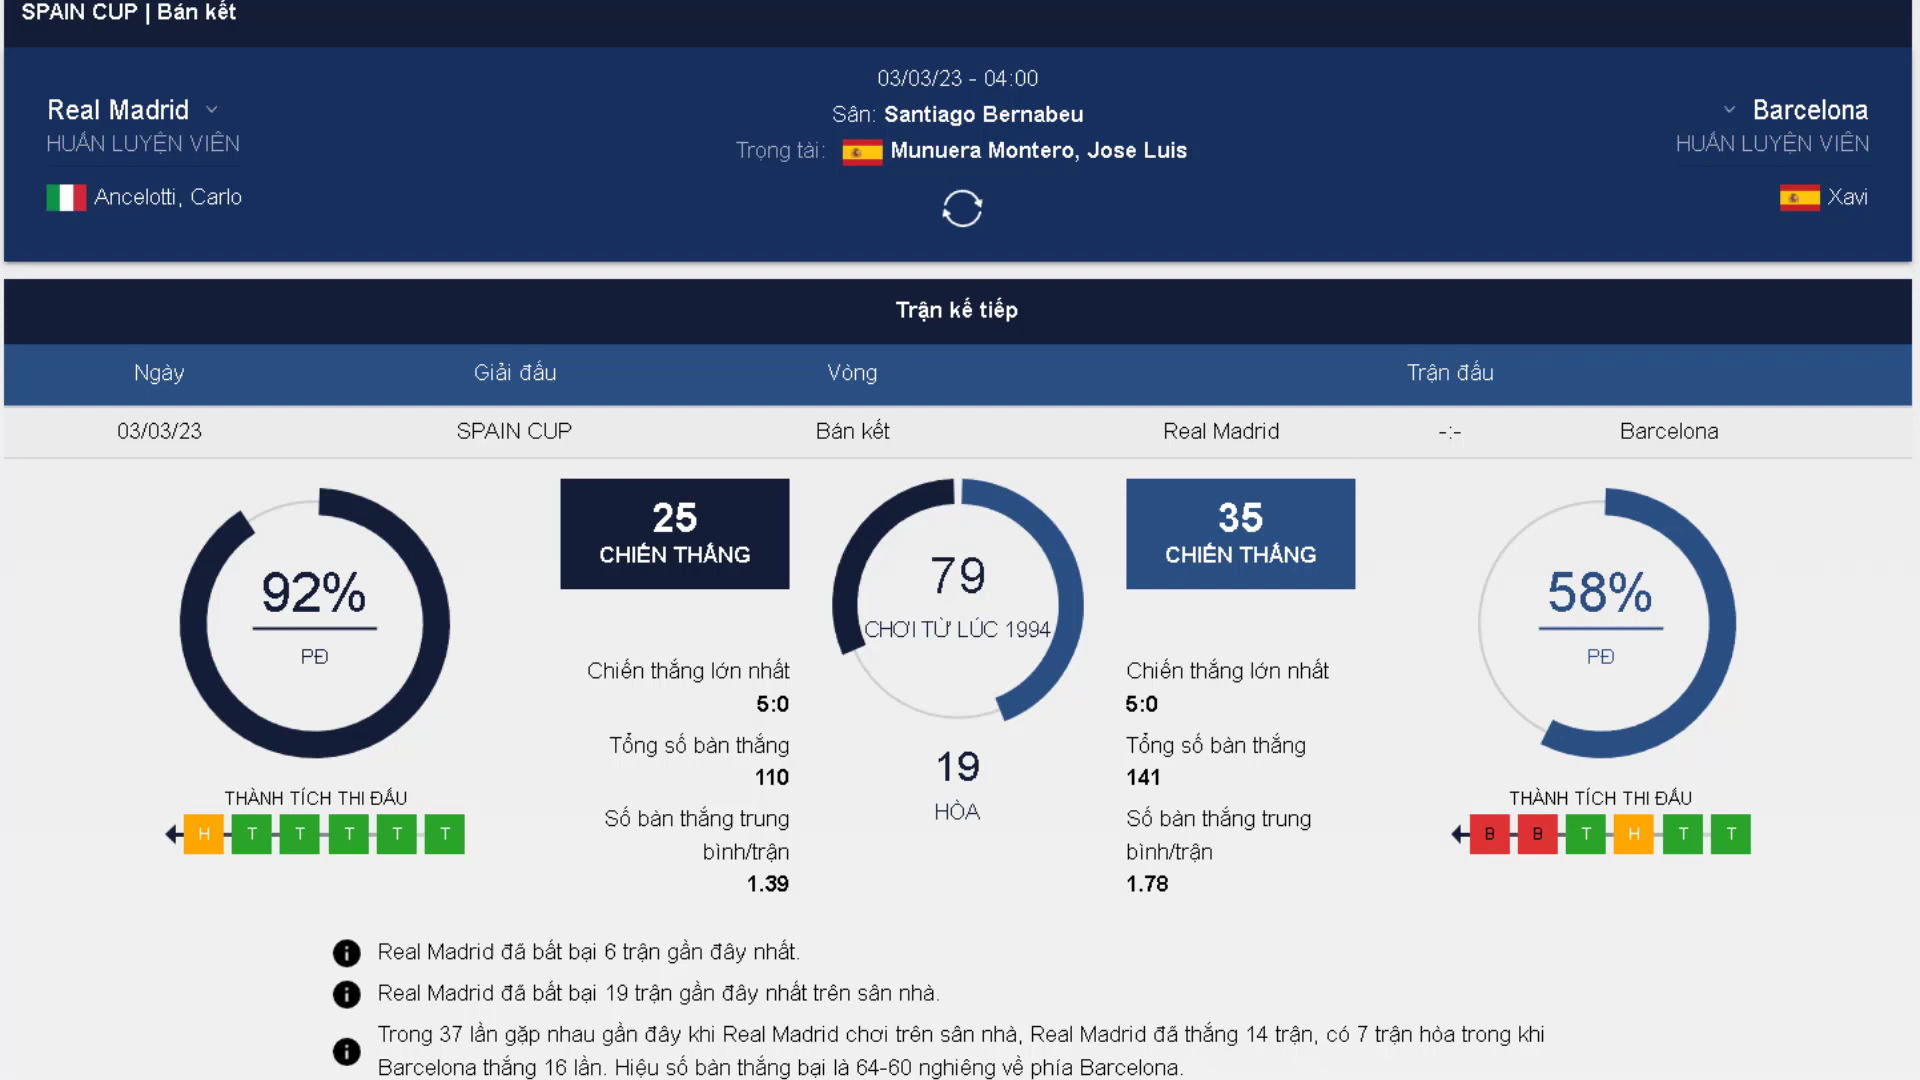 SPAIN CUP | Bán kết
03/03/23 - 04:00
Real Madrid
Barcelona
HUẤN LUYỆN VIÊN
Sân: Santiago Bernabeu
HUẤN LUYỆN VIÊN
Trọng tài: Munuera Montero, Jose Luis
Ancelotti, Carlo
Xavi
Trận kế tiếp
Ngày Giải đấu Vòng Trận đấu
03/03/23 SPAIN CUP Bán kết Real Madrid -:- Barcelona
92%
PĐ
THÀNH TÍCH THI ĐẤU
H T T T T T
25
CHIẾN THẮNG
Chiến thắng lớn nhất
5:0
Tổng số bàn thắng
110
Số bàn thắng trung
bình/trận
1.39
79
CHƠI TỪ LÚC 1994
19
HÒA
35
CHIẾN THẮNG
Chiến thắng lớn nhất
5:0
Tổng số bàn thắng
141
Số bàn thắng trung
bình/trận
1.78
58%
PĐ
THÀNH TÍCH THI ĐẤU
B B T H T T
Real Madrid đã bất bại 6 trận gần đây nhất.
Real Madrid đã bất bại 19 trận gần đây nhất trên sân nhà.
Trong 37 lần gặp nhau gần đây khi Real Madrid chơi trên sân nhà, Real Madrid đã thắng 14 trận, có 7 trận hòa trong khi
Barcelona thắng 16 lần. Hiệu số bàn thắng bại là 64-60 nghiêng về phía Barcelona.